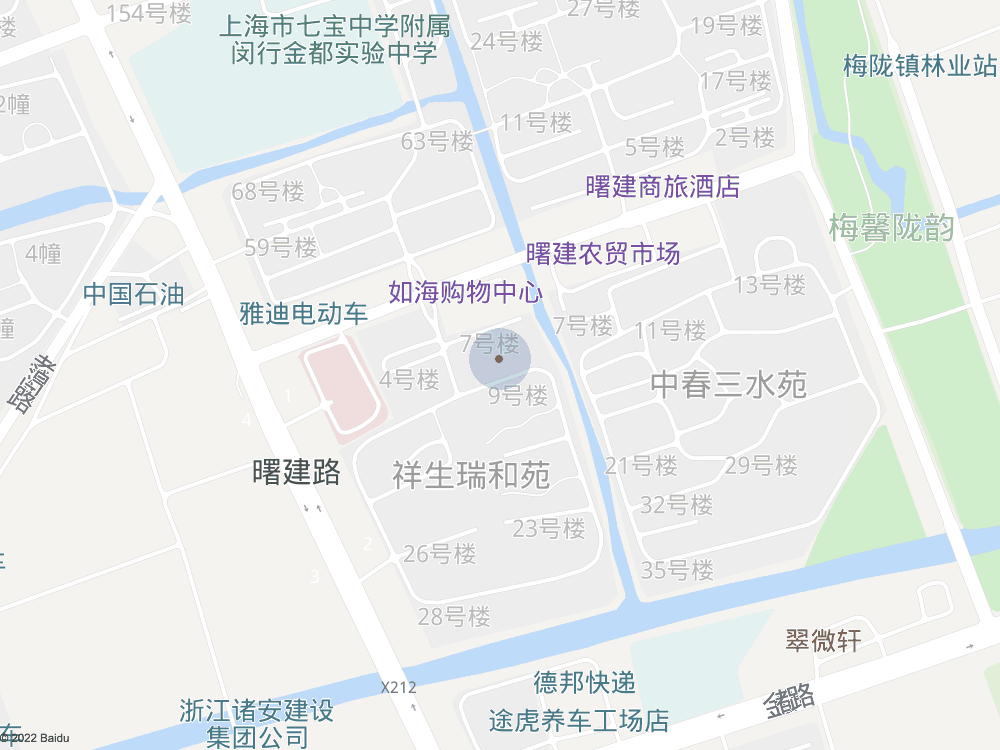 154号楼
上海市七宝中学附属
闵行金都实验中学
27号楼
24号楼
19号楼
梅陇镇林业站
17号楼
2幢
11号楼
2号楼
63号楼
5号楼
68号楼
曙建商旅酒店
梅馨陇韵
59号楼
4幢
曙建农贸市场
中国石油
如海购物中心
13号楼
雅迪电动车
7号楼
11号楼
7号楼
4号楼
9号楼
中春三水苑
1
4
曙建路
祥生瑞和苑
21号楼
29号楼
32号楼
23号楼
2
26号楼
3
35号楼
28号楼
翠微轩
X212
德邦快递
浙江诸安建设
集团公司
途虎养车工场店
金都路
© 2022 Baidu